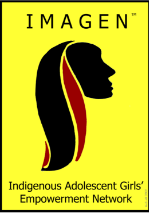 IMAGEN™
Indigenous Adolescent Girls'
Empowerment Network